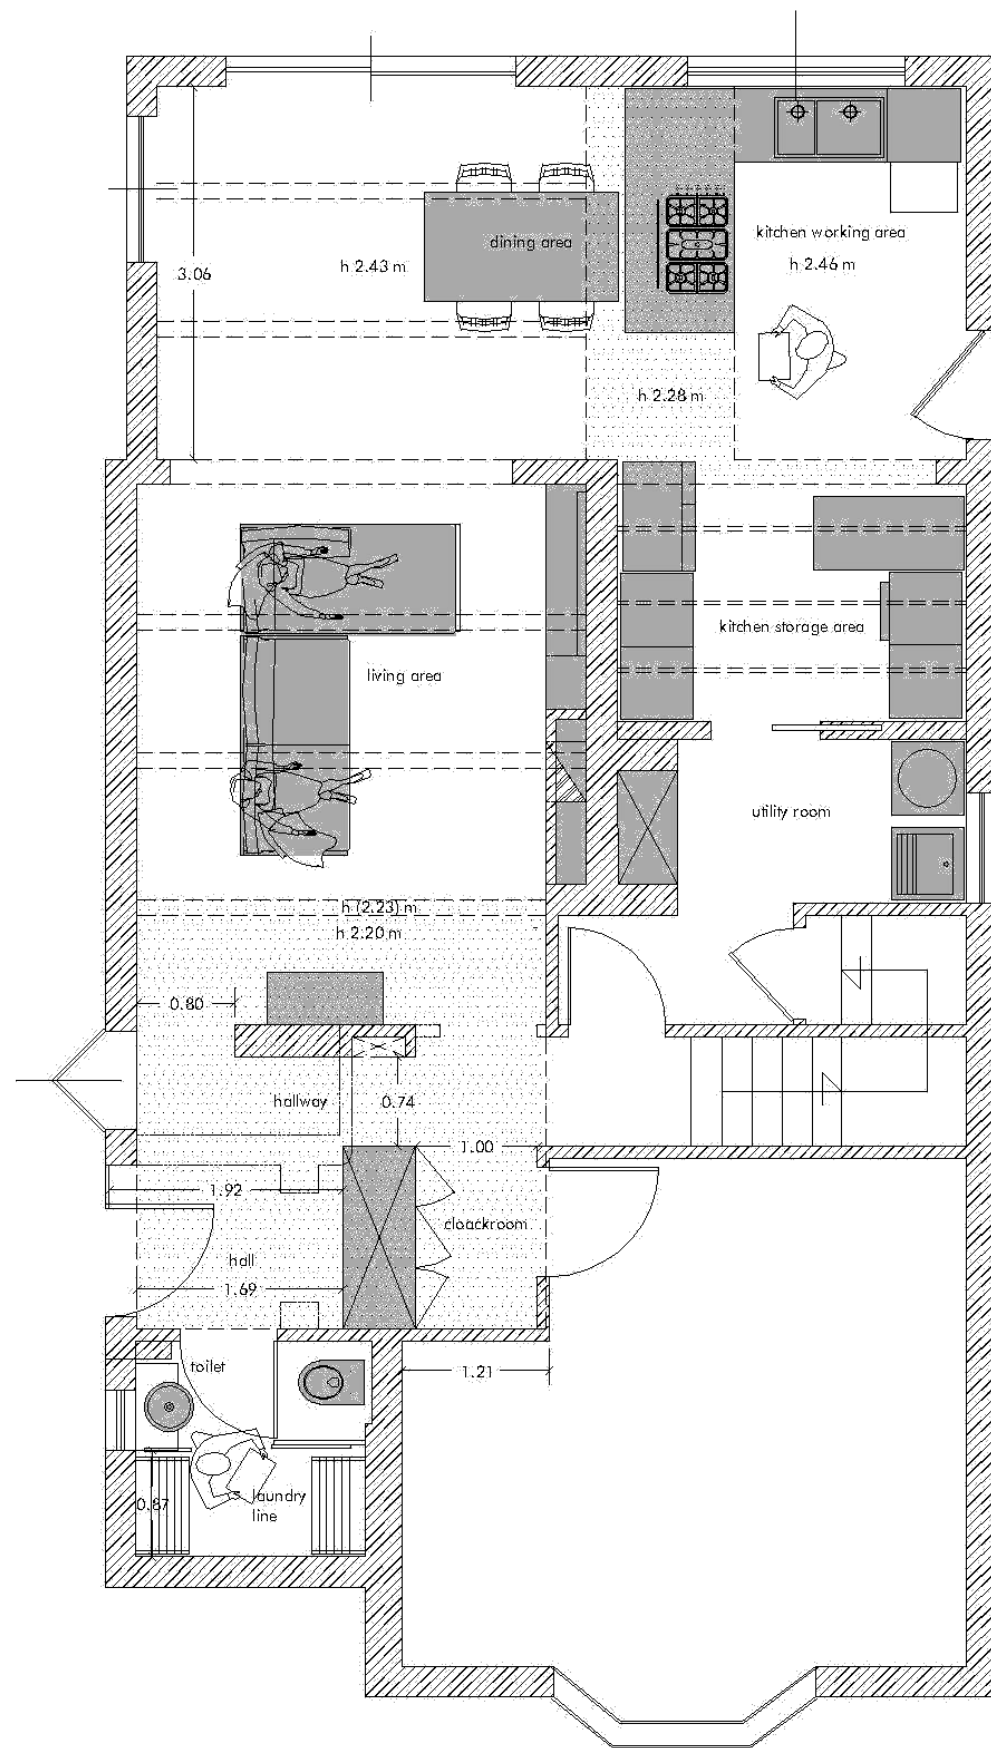 kitchen working area
dining area
h 2.46 m
h 2.43 m
3.06
h 2.28 m
kitchen storage area
living area
utility room
h (2.23) m
h 2.20 m
0.80
hallway
0.74
1.00
1.92
cloackroom
hall
1.69
toilet
1.21
laundry
line
0.87